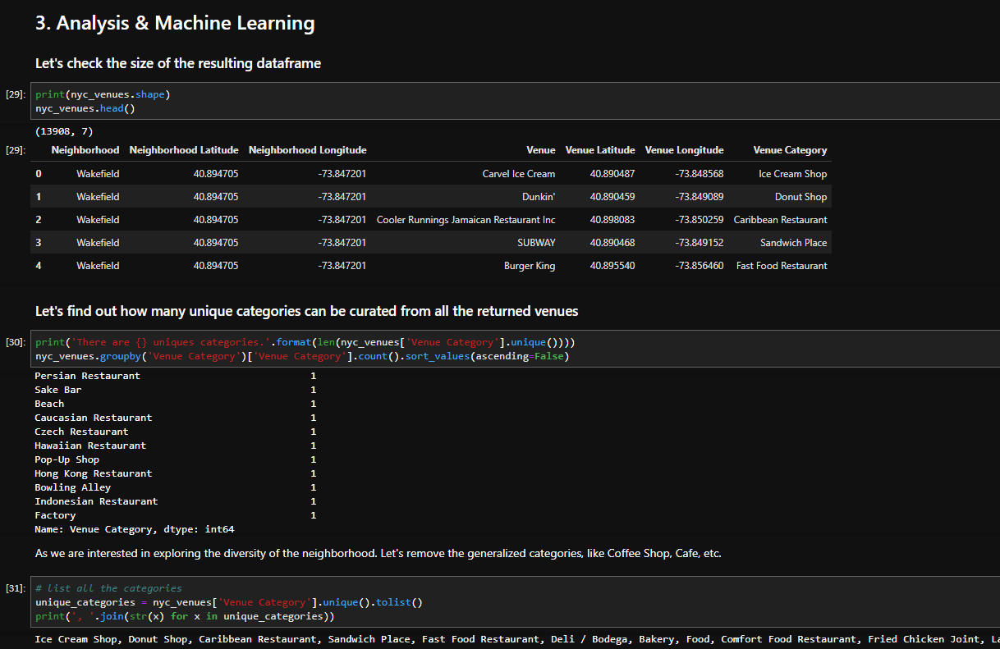 3. Analysis & Machine Learning
Let's check the size of the resulting dataframe
[29]: print(nyc_venues.shape)
nyc_venues.head()
(13908, 7)
[29]: Neighborhood Neighborhood Latitude Neighborhood Longitude Venue Venue Latitude Venue Longitude Venue Category
0 Wakefield 40.894705 -73.847201 Carvel Ice Cream 40.890487 -73.848568 Ice Cream Shop
1 Wakefield 40.894705 -73.847201 Dunkin' 40.890459 -73.849089 Donut Shop
2 Wakefield 40.894705 -73.847201 Cooler Runnings Jamaican Restaurant Inc 40.898083 -73.850259 Caribbean Restaurant
3 Wakefield 40.894705 -73.847201 SUBWAY 40.890468 -73.849152 Sandwich Place
4 Wakefield 40.894705 -73.847201 Burger King 40.895540 -73.856460 Fast Food Restaurant
Let's find out how many unique categories can be curated from all the returned venues
[30]: print('There are {} uniques categories.'.format(len(nyc_venues['Venue Category'].unique())))
nyc_venues.groupby('Venue Category')['Venue Category'].count().sort_values(ascending=False)
Persian Restaurant 1
Sake Bar 1
Beach 1
Caucasian Restaurant 1
Czech Restaurant 1
Hawaiian Restaurant 1
Pop-Up Shop 1
Hong Kong Restaurant 1
Bowling Alley 1
Indonesian Restaurant 1
Factory 1
Name: Venue Category, dtype: int64
As we are interested in exploring the diversity of the neighborhood. Let's remove the generalized categories, like Coffee Shop, Cafe, etc.
[31]: # list all the categories
unique_categories = nyc_venues['Venue Category'].unique().tolist()
print(', '.join(str(x) for x in unique_categories))
Ice Cream Shop, Donut Shop, Caribbean Restaurant, Sandwich Place, Fast Food Restaurant, Deli / Bodega, Bakery, Food, Comfort Food Restaurant, Fried Chicken Joint,